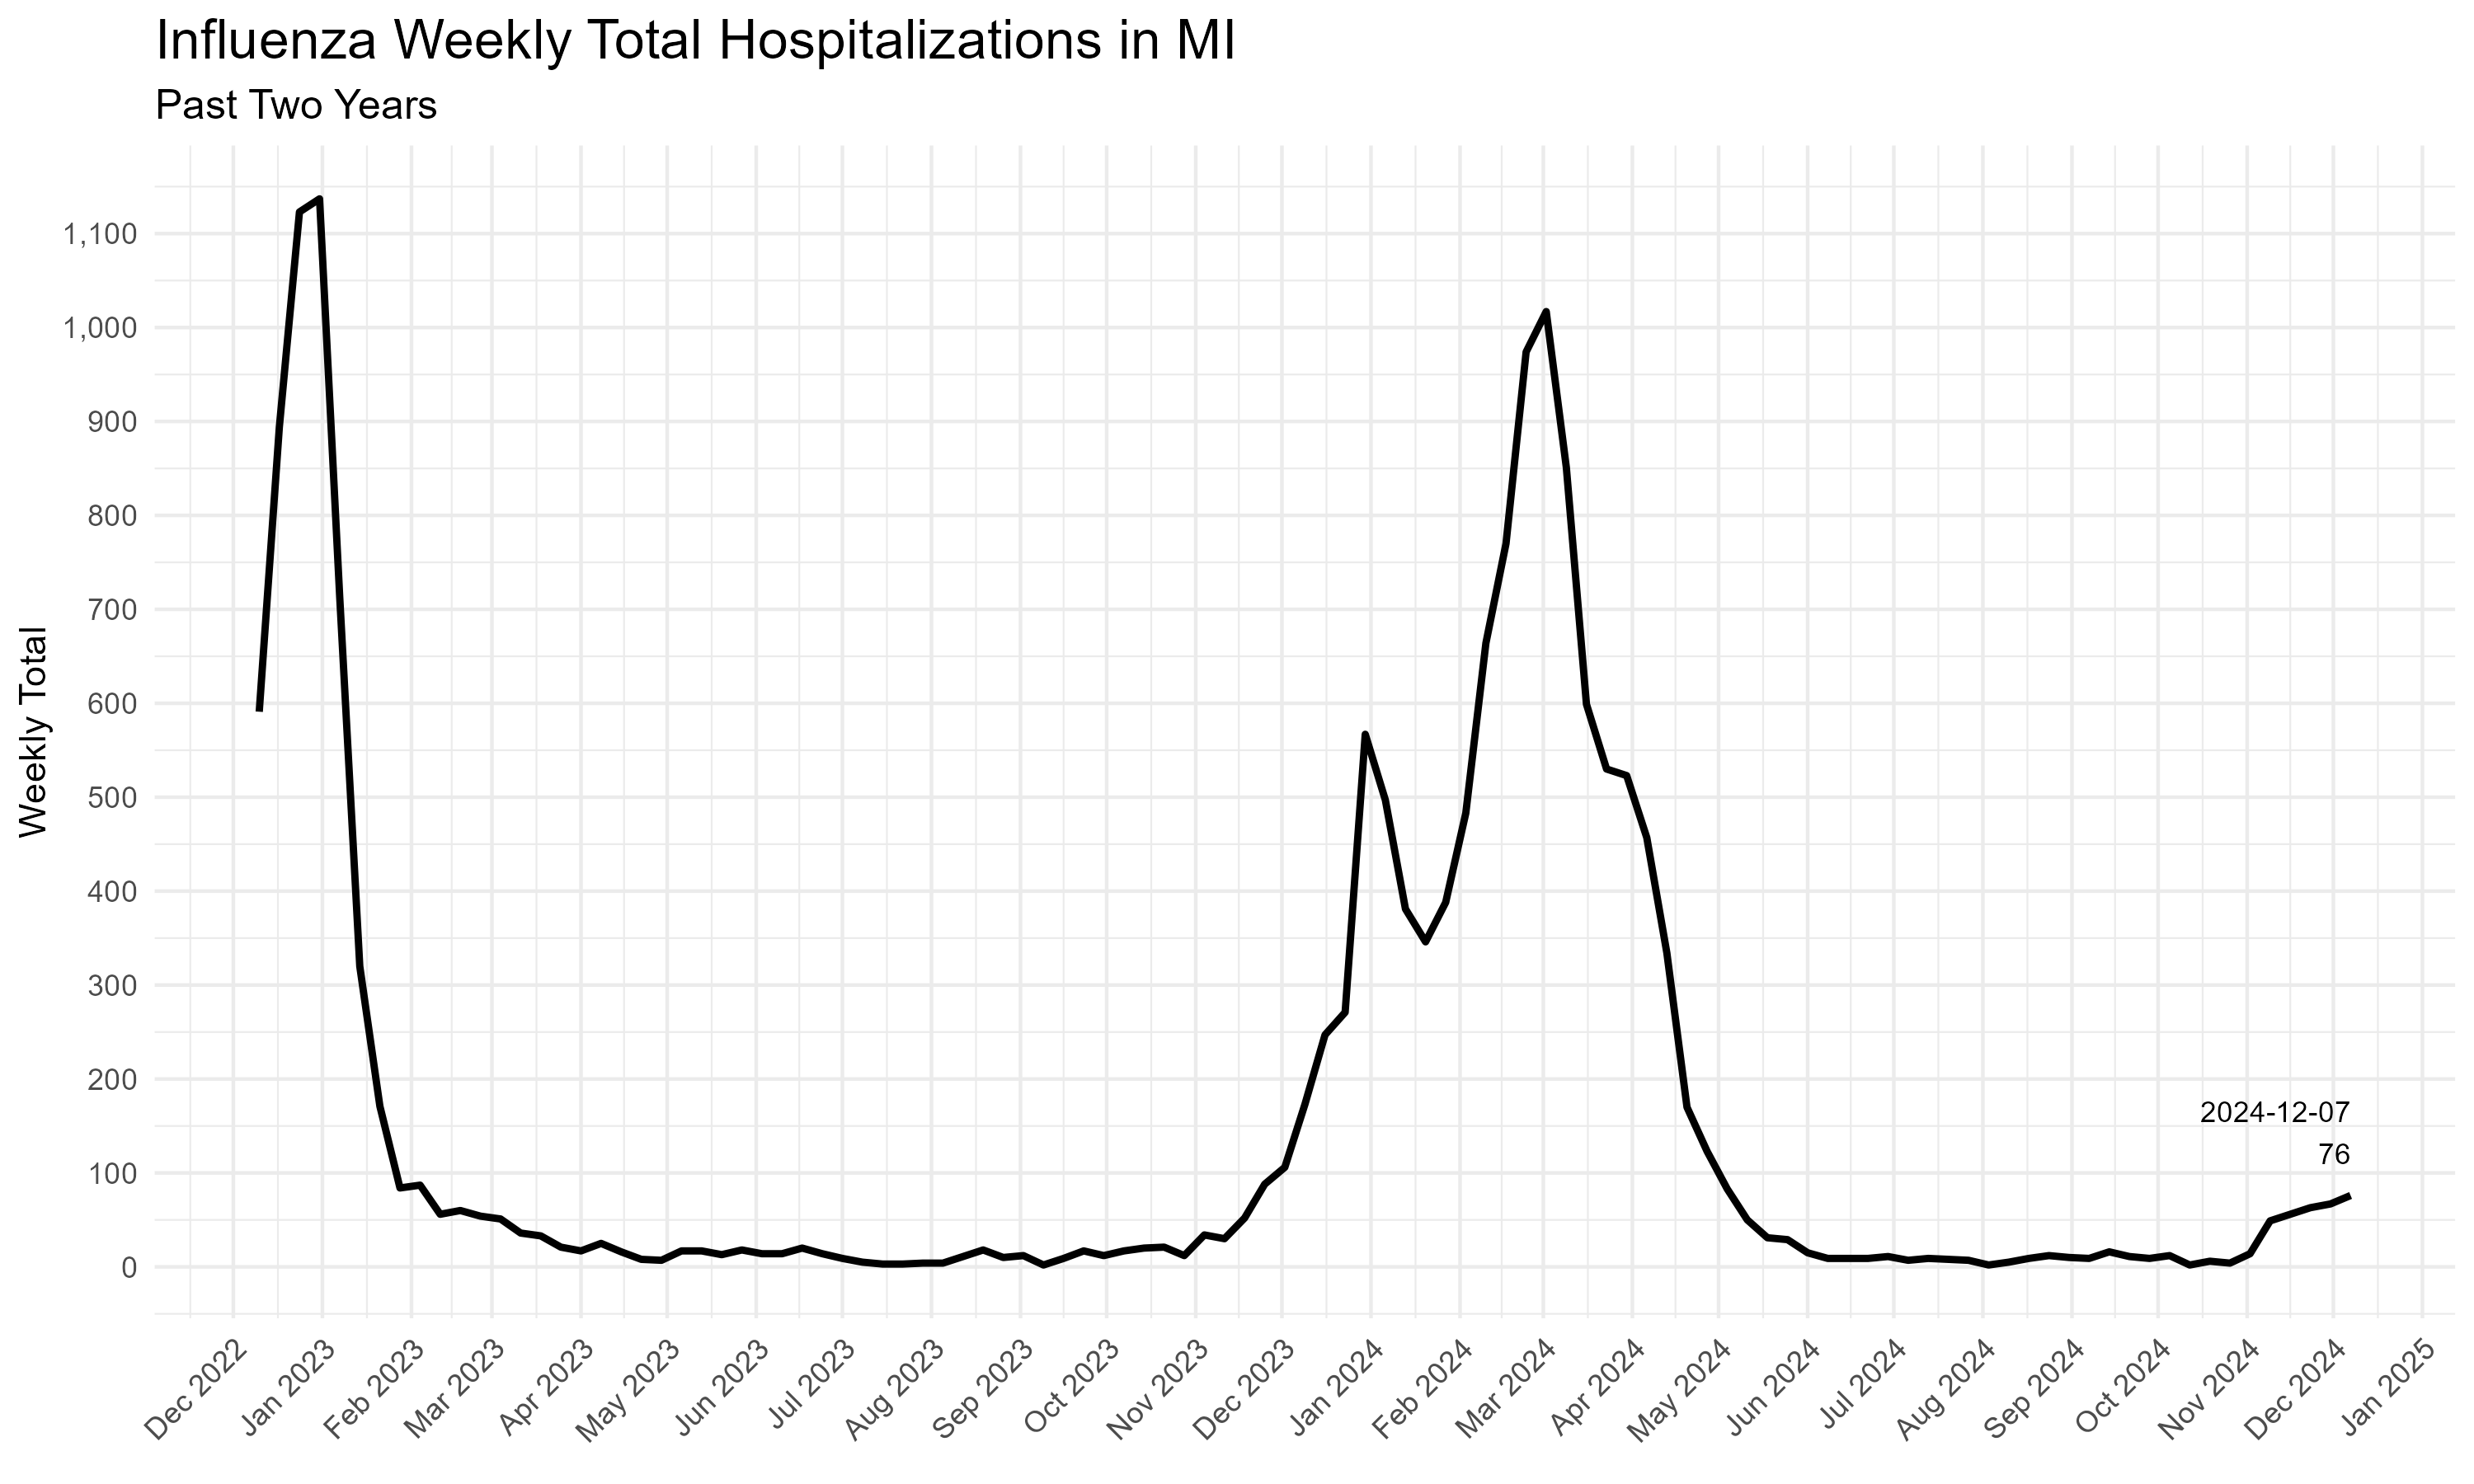 Influenza Weekly Total Hospitalizations in MI
Past Two Years
Weekly Total
1,100
1,000
900
800
700
600
500
400
300
200
100
0
2024-12-07
76
Dec 2022
Jan 2023
Feb 2023
Mar 2023
Apr 2023
May 2023
Jun 2023
Jul 2023
Aug 2023
Sep 2023
Oct 2023
Nov 2023
Dec 2023
Jan 2024
Feb 2024
Mar 2024
Apr 2024
May 2024
Jun 2024
Jul 2024
Aug 2024
Sep 2024
Oct 2024
Nov 2024
Dec 2024
Jan 2025